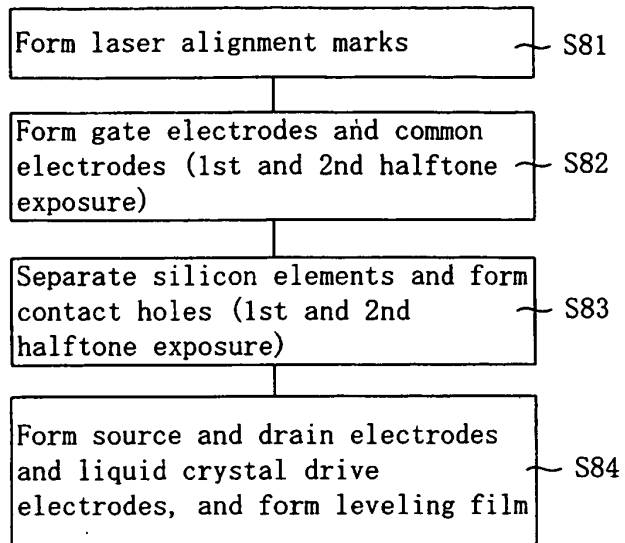 Form laser alignment marks
S81
Form gate electrodes and common
electrodes (1st and 2nd halftone
exposure)
S82
Separate silicon elements and form
contact holes (1st and 2nd
halftone exposure)
S83
Form source and drain electrodes
and liquid crystal drive
electrodes, and form leveling film
S84